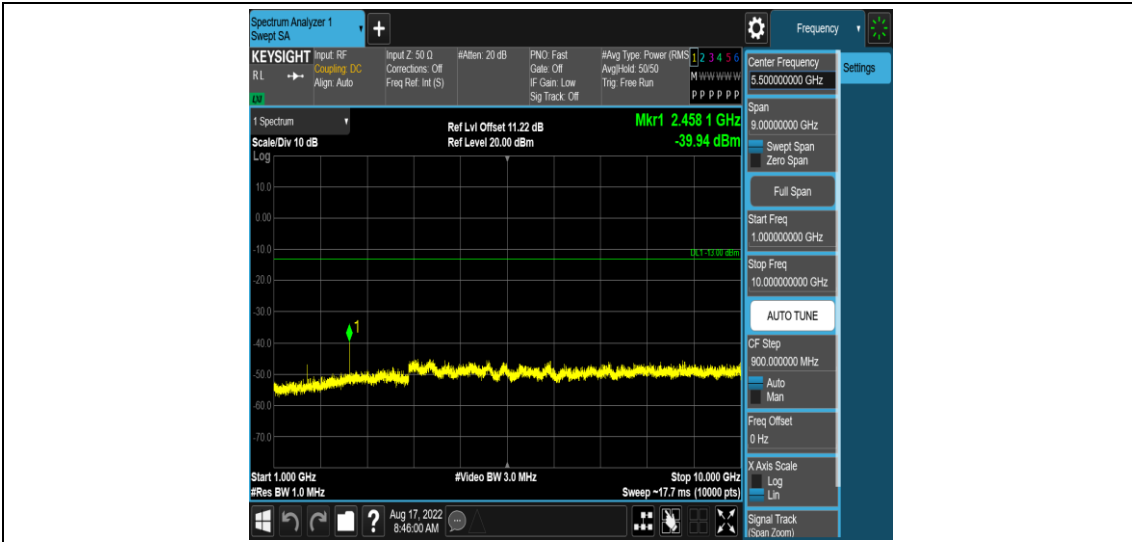 Spectrum Analyzer 1
Swept SA
+
Frequency
KEYSIGHT
RL
Input: RF
Coupling: DC
Align: Auto
Input Z: 50 Ω
Corrections: Off
Freq Ref: Int (S)
#Atten: 20 dB
PNO: Fast
Gate: Off
IF Gain: Low
Sig Track: Off
#Avg Type: Power (RMS
Avg|Hold: 50/50
Trig: Free Run
1 2 3 4 5 6
M W W W W W
P P P P P P
1 Spectrum
Scale/Div 10 dB
Ref Lvl Offset 11.22 dB
Ref Level 20.00 dBm
Mkr1 2.458 1 GHz
-39.94 dBm
Log
10.0
0.00
-10.0
DL1 -13.00 dBm
-20.0
-30.0
1
-40.0
-50.0
-60.0
-70.0
Start 1.000 GHz
#Video BW 3.0 MHz
Stop 10.000 GHz
#Res BW 1.0 MHz
Sweep ~17.7 ms (10000 pts)
?
Aug 17, 2022
8:46:00 AM
Center Frequency
5.500000000 GHz
Settings
Span
9.00000000 GHz
Swept Span
Zero Span
Full Span
Start Freq
1.000000000 GHz
Stop Freq
10.000000000 GHz
AUTO TUNE
CF Step
900.000000 MHz
Auto
Man
Freq Offset
0 Hz
X Axis Scale
Log
Lin
Signal Track
(Span Zoom)